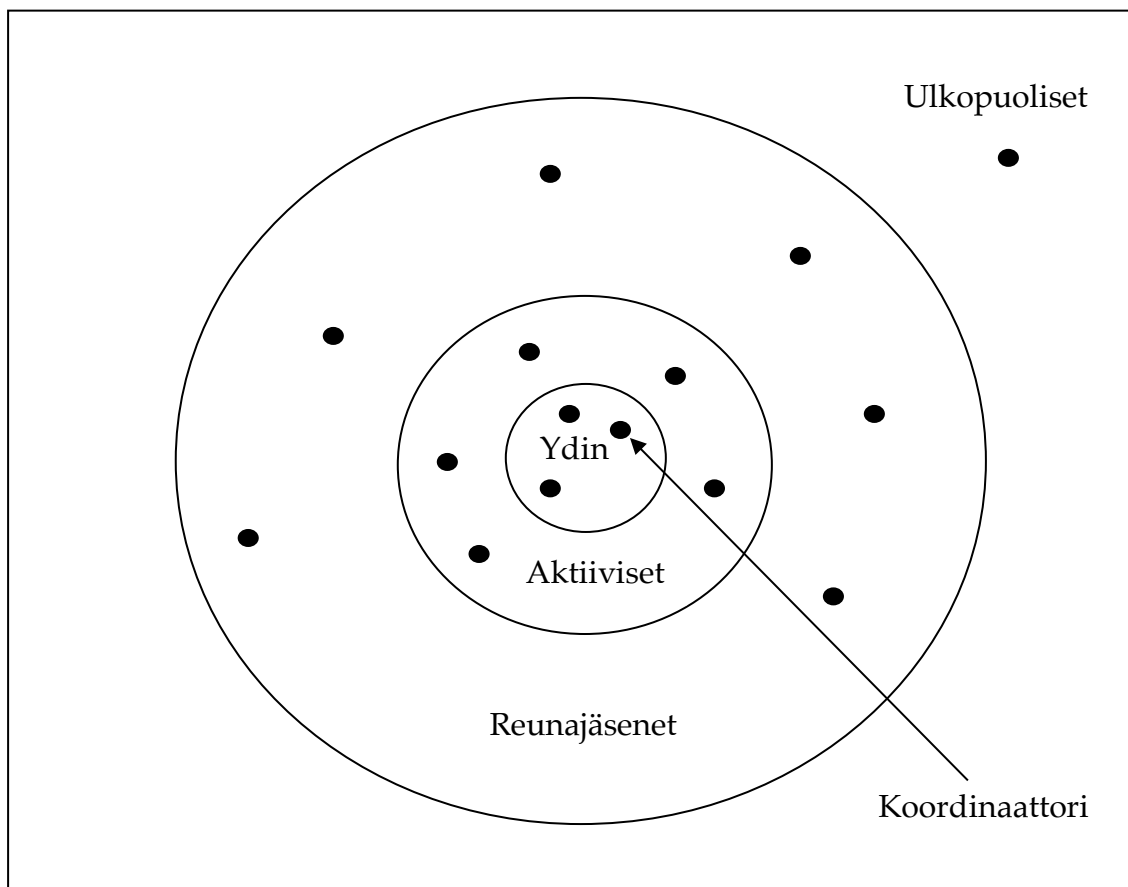 Ulkopuoliset
Ydin
Aktiiviset
Reunajäsenet
Koordinaattori